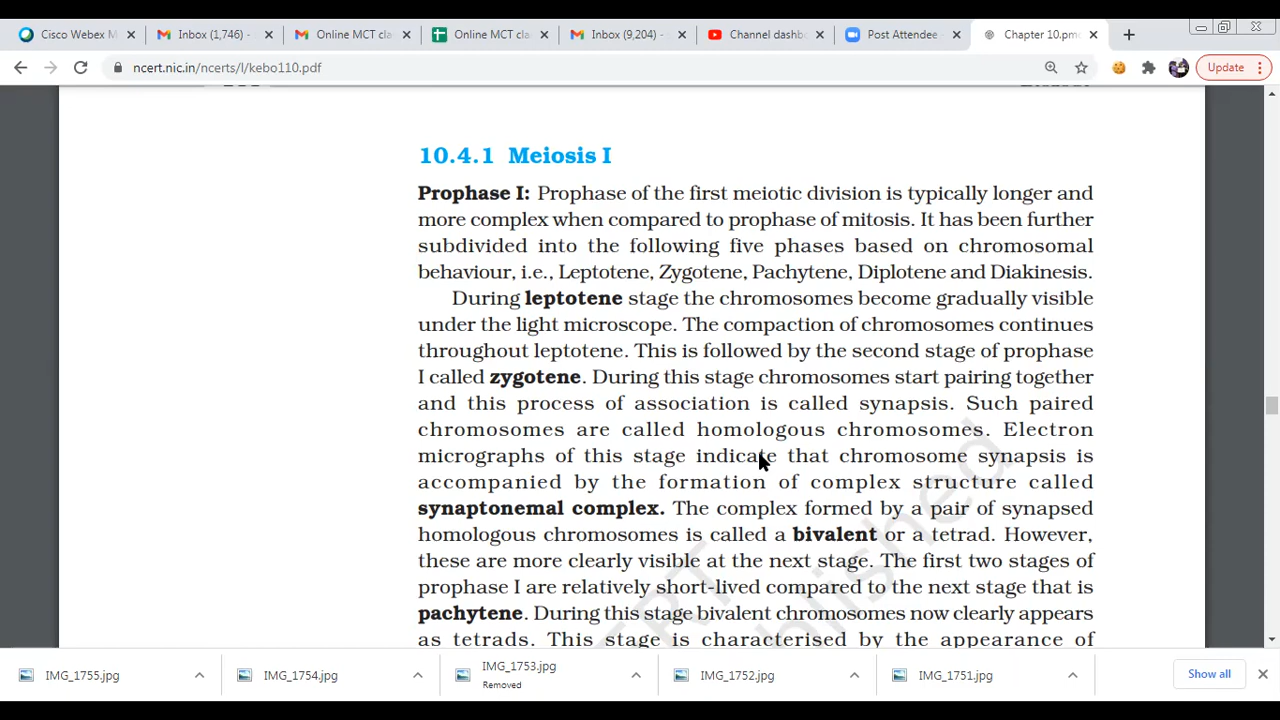 Cisco Webex M
Inbox (1,746) -
Online MCT cla
Online MCT cla
Inbox (9,204) -
Channel dashb
Post Attendee -
Chapter 10.pm
ncert.nic.in/ncerts/l/kebo110.pdf
Update
10.4.1 Meiosis I
Prophase I: Prophase of the first meiotic division is typically longer and
more complex when compared to prophase of mitosis. It has been further
subdivided into the following five phases based on chromosomal
behaviour, i.e., Leptotene, Zygotene, Pachytene, Diplotene and Diakinesis.
During leptotene stage the chromosomes become gradually visible
under the light microscope. The compaction of chromosomes continues
throughout leptotene. This is followed by the second stage of prophase
I called zygotene. During this stage chromosomes start pairing together
and this process of association is called synapsis. Such paired
chromosomes are called homologous chromosomes. Electron
micrographs of this stage indicate that chromosome synapsis is
accompanied by the formation of complex structure called
synaptonemal complex. The complex formed by a pair of synapsed
homologous chromosomes is called a bivalent or a tetrad. However,
these are more clearly visible at the next stage. The first two stages of
prophase I are relatively short-lived compared to the next stage that is
pachytene. During this stage bivalent chromosomes now clearly appears
as tetrads. This stage is characterised by the appearance of
IMG_1755.jpg
IMG_1754.jpg
IMG_1753.jpg
Removed
IMG_1752.jpg
IMG_1751.jpg
Show all